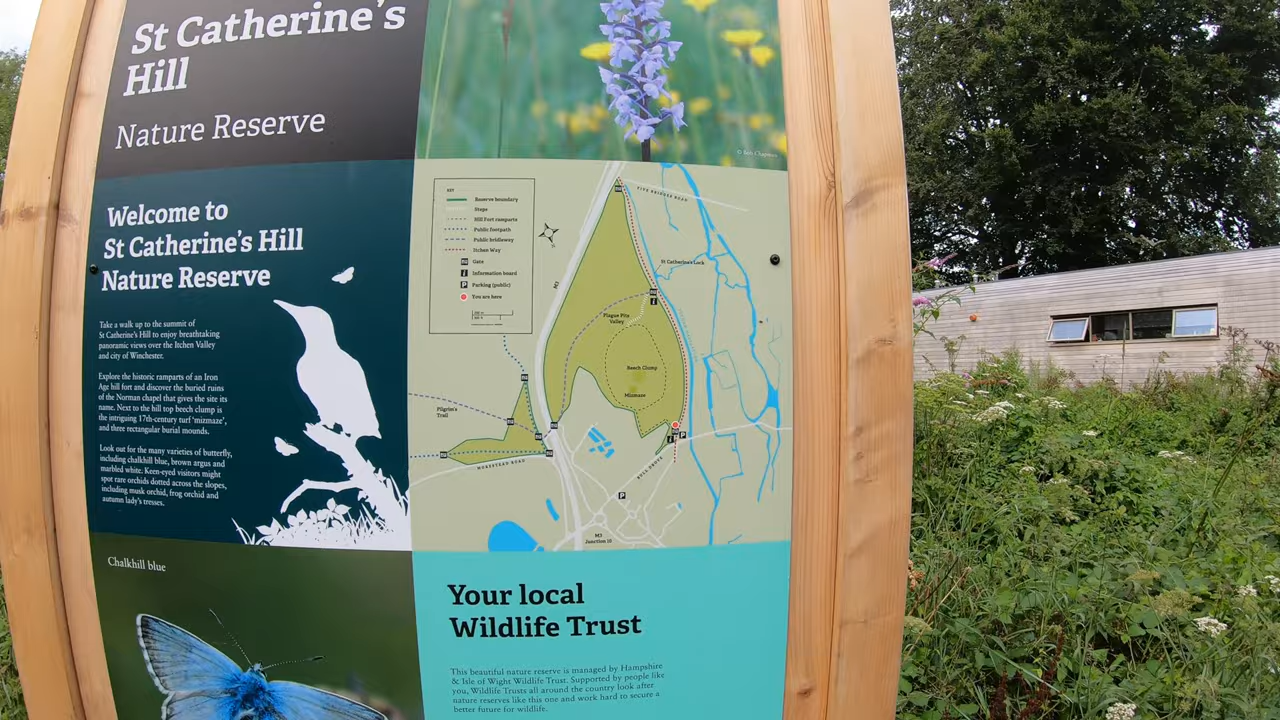 St Catherine's
Hill
Nature Reserve
Welcome to
St Catherine's Hill
Nature Reserve
Take a walk up to the summit of
St Catherine's Hill to enjoy breathtaking
panoramic views over the Itchen Valley
and city of Winchester.
Explore the historic ramparts of an Iron
Age hill fort and discover the buried ruins
of the Norman chapel that gives the site its
name. Next to the hill top beech clump is
the intriguing 17th-century turf 'mizmaze',
and three rectangular burial mounds.
Look out for the many varieties of butterfly,
including chalkhill blue, brown argus and
marbled white. Keen-eyed visitors might
spot rare orchids dotted across the slopes,
including musk orchid, frog orchid and
autumn lady's tresses.
Chalkhill blue
KEY
Reserve boundary
Steps
Hill Fort ramparts
Public footpath
Public bridleway
Itchen Way
Gate
i Information board
P Parking (public)
You are here
FIVE BRIDGES ROAD
St Catherine's Lock
M3
Plague Pits
Valley
Beech Clump
Mizmaze
Pilgrim's
Trail
MORESTEAD ROAD
P
P
M3
Junction 10
Your local
Wildlife Trust
This beautiful nature reserve is managed by Hampshire
& Isle of Wight Wildlife Trust. Supported by people like
you, Wildlife Trusts all around the country look after
nature reserves like this one and work hard to secure a
better future for wildlife.